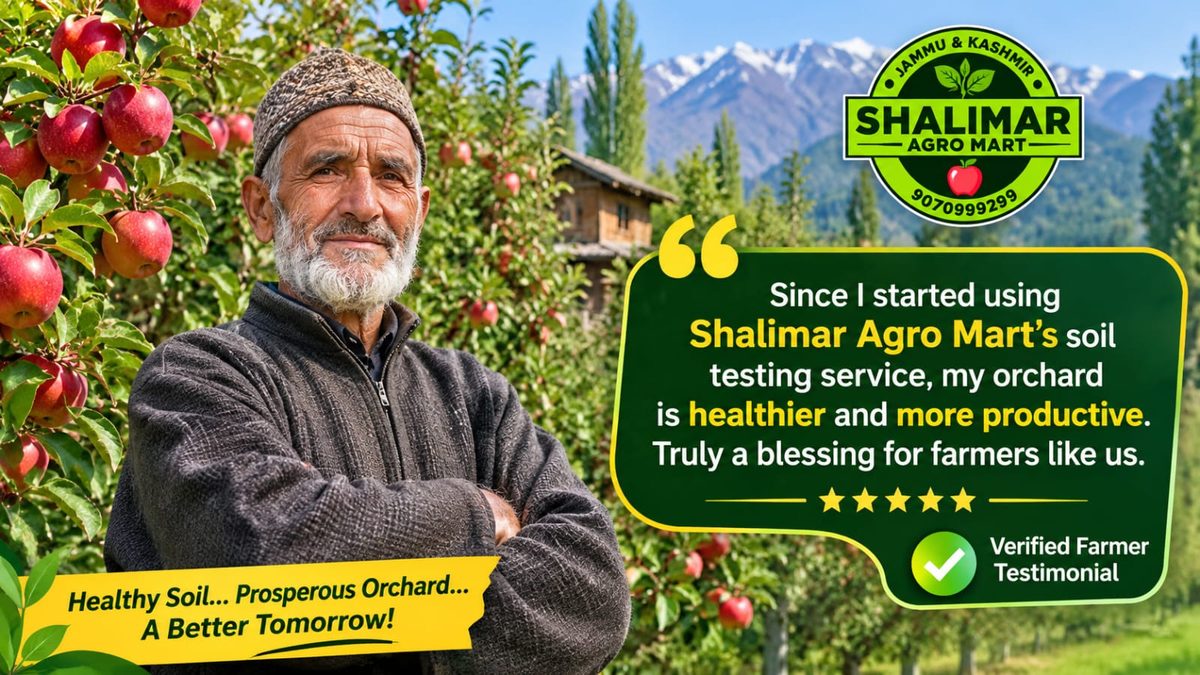 JAMMU & KASHMIR
SHALIMAR
AGRO MART
9070999299
Since I started using
Shalimar Agro Mart's soil
testing service, my orchard
is healthier and more productive.
Truly a blessing for farmers like us.
Verified Farmer
Testimonial
Healthy Soil... Prosperous Orchard...
A Better Tomorrow!